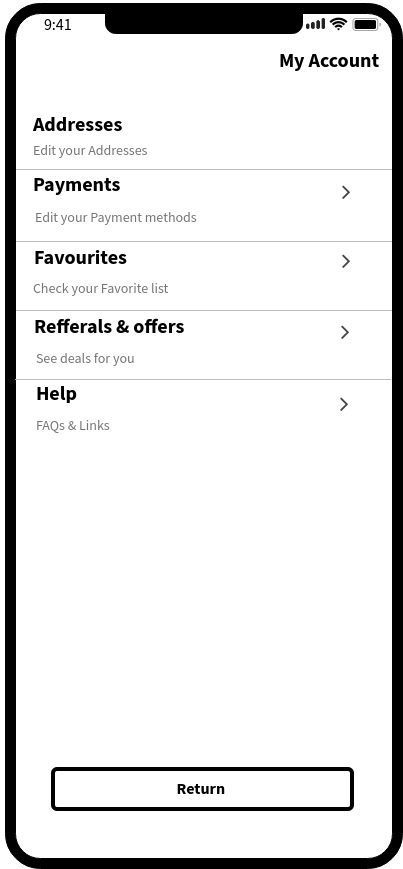 9:41
My Account
Addresses
Edit your Addresses
Payments
Edit your Payment methods
Favourites
Check your Favorite list
Refferals & offers
See deals for you
Help
FAQs & Links
Return